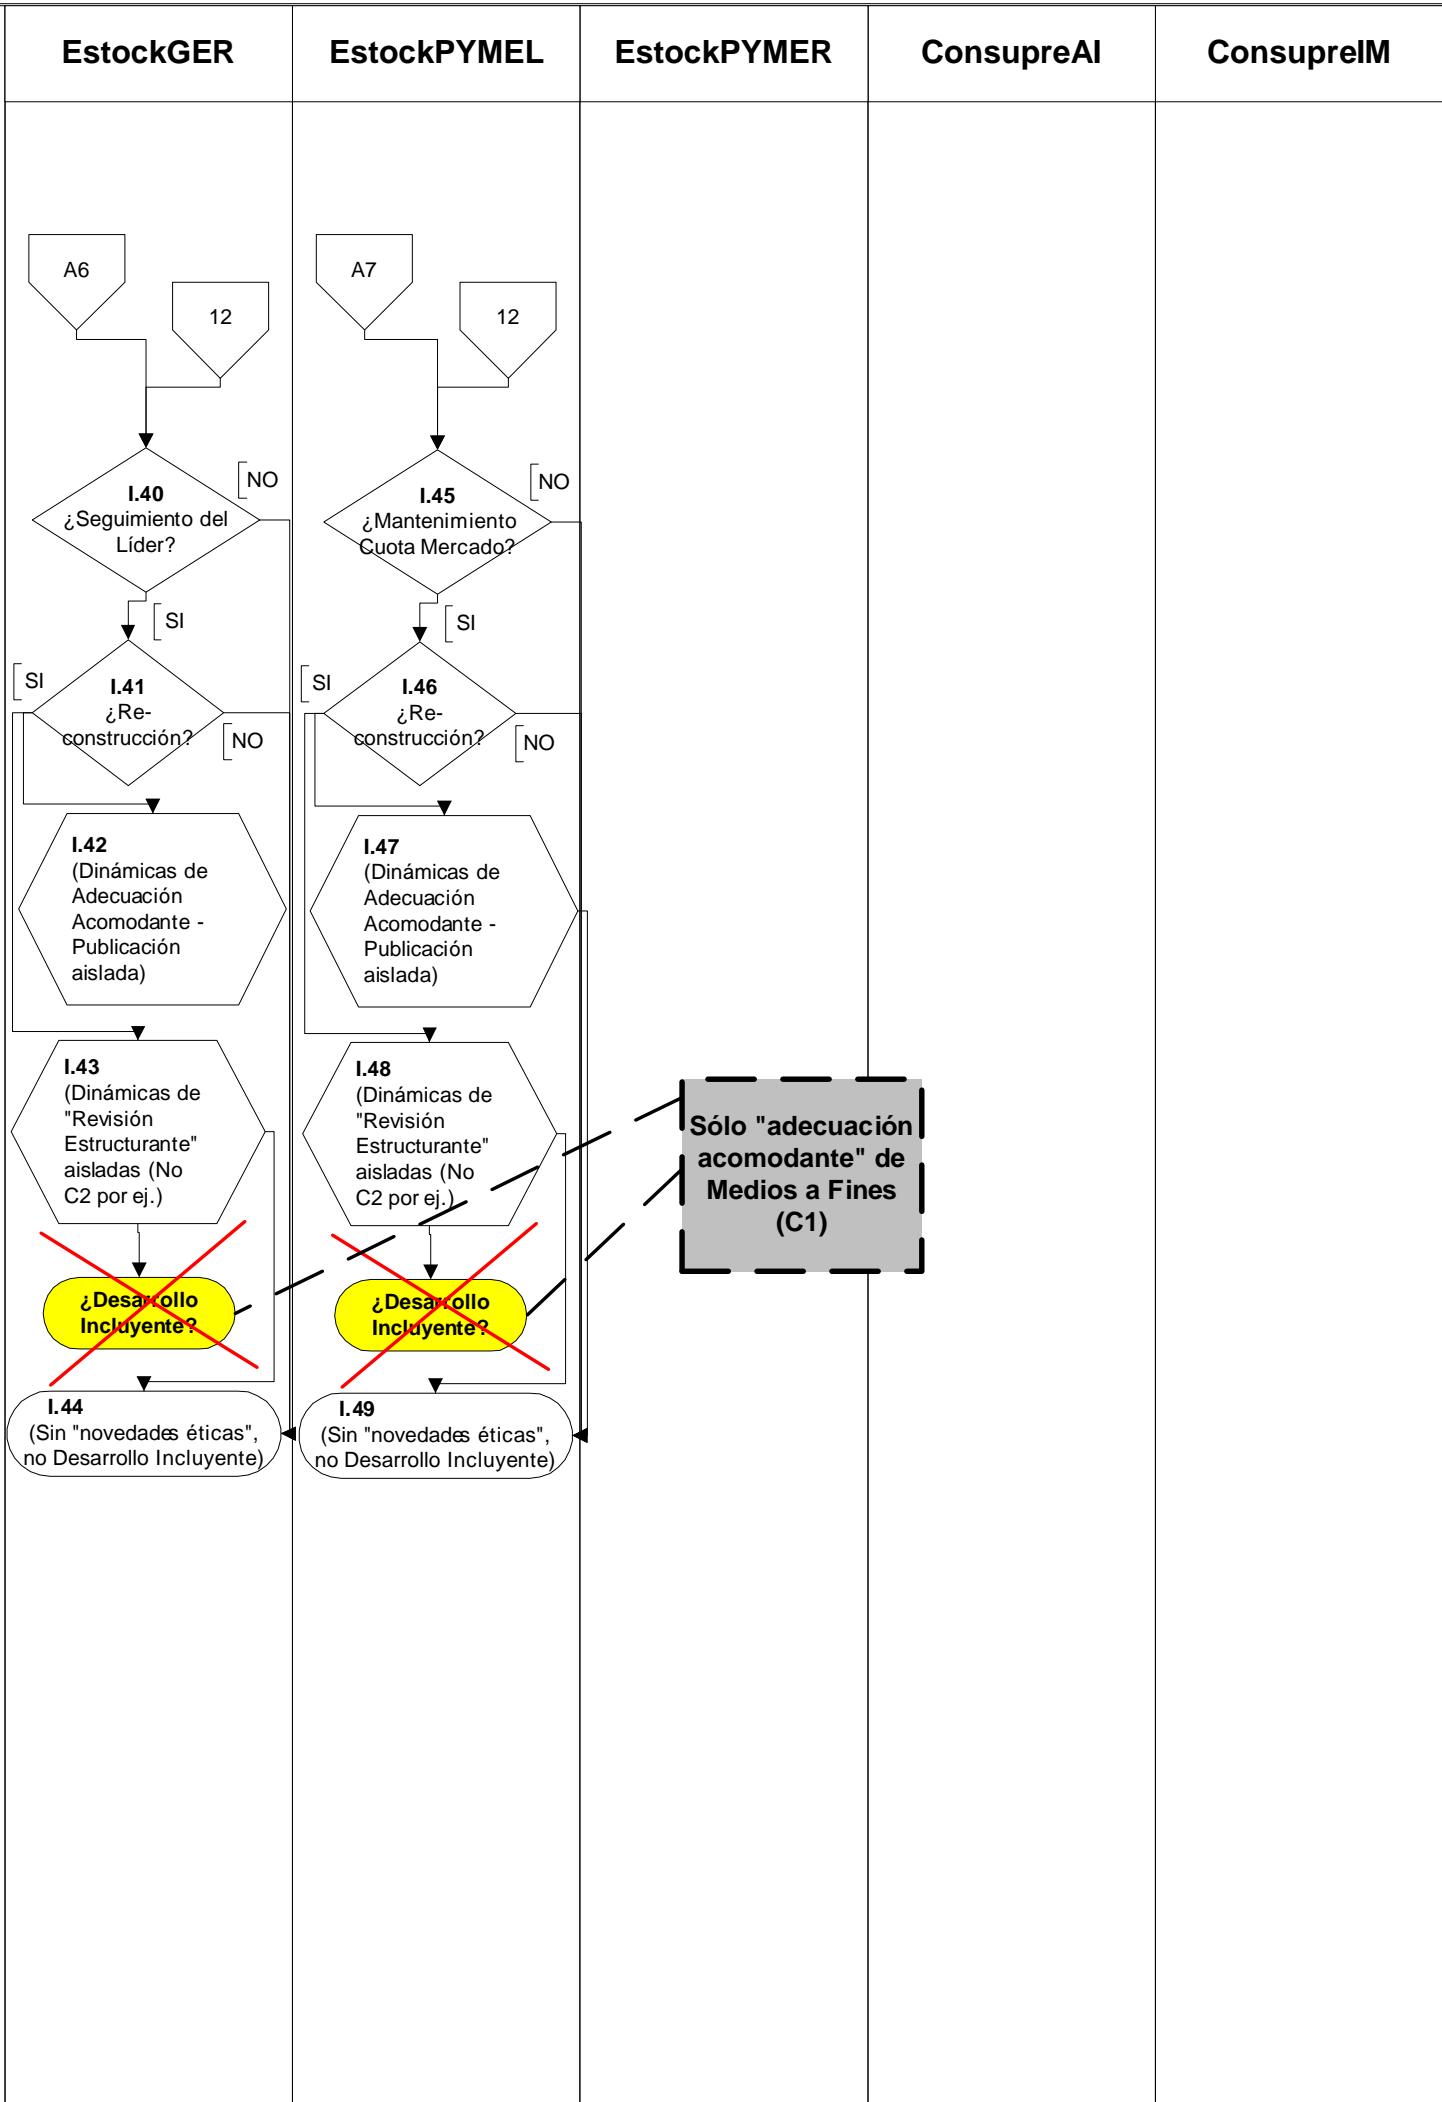 EstockGER
EstockPYMEL
EstockPYMER
ConsupreAI
ConsupreIM
A6
12
I.40
¿Seguimiento del
Líder?
NO
SI
I.41
¿Re-
construcción?
SI
NO
I.42
(Dinámicas de
Adecuación
Acomodante -
Publicación
aislada)
I.43
(Dinámicas de
"Revisión
Estructurante"
aisladas (No
C2 por ej.)
¿Desarrollo
Incluyente?
I.44
(Sin "novedades éticas",
no Desarrollo Incluyente)
A7
12
I.45
¿Mantenimiento
Cuota Mercado?
NO
SI
I.46
¿Re-
construcción?
SI
NO
I.47
(Dinámicas de
Adecuación
Acomodante -
Publicación
aislada)
I.48
(Dinámicas de
"Revisión
Estructurante"
aisladas (No
C2 por ej.)
¿Desarrollo
Incluyente?
I.49
(Sin "novedades éticas",
no Desarrollo Incluyente)
Sólo "adecuación
acomodante" de
Medios a Fines
(C1)